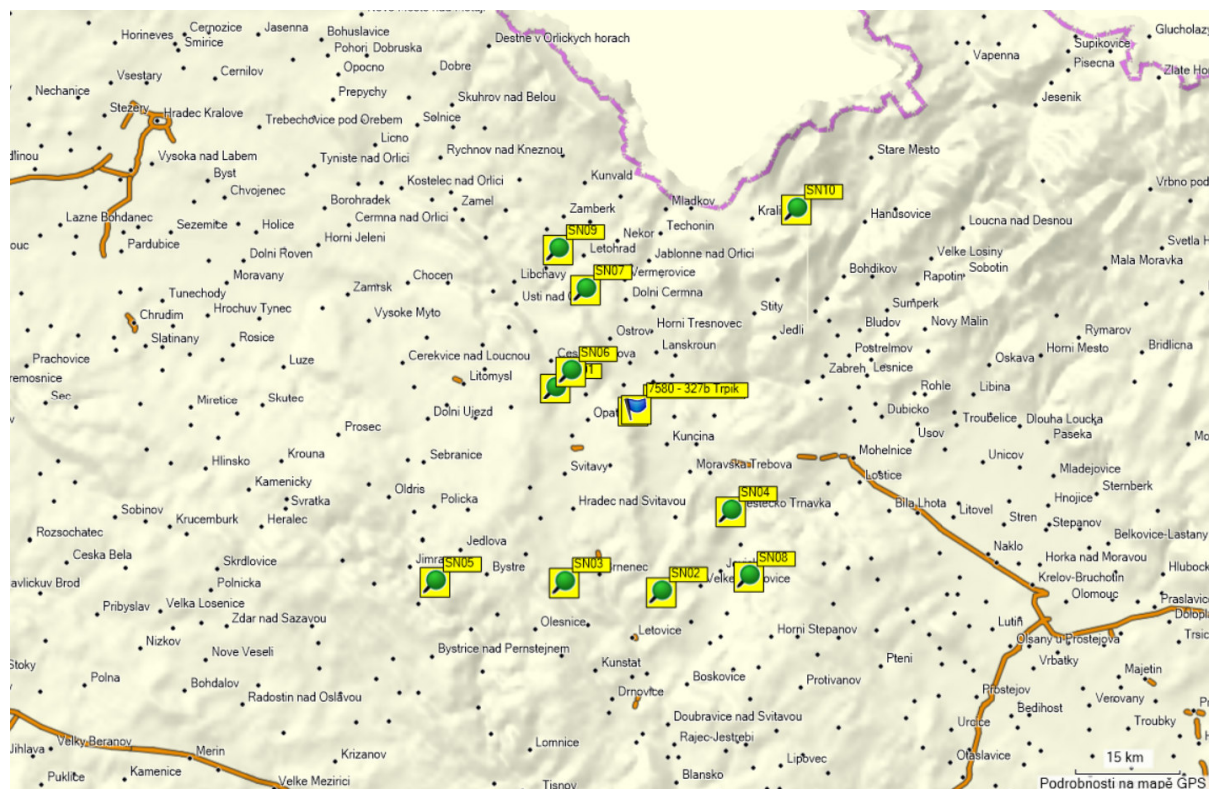 Cernozice
Jasenna
Bohuslavice
Horineves
Smirice
Pohori
Dobruska
Destne v Orlickych horach
Glucholazy
Supikovice
Vapenna
Pisecna
Zlate Hor
Vsestary
Cernilov
Opocno
Dobre
Nechanice
Prepychy
Skuhrov nad Belou
Jesenik
Stezery
Hradec Kralove
Trebechovice pod Orebem
Solnice
Licno
Stare Mesto
Vysoka nad Labem
Tyniste nad Orlici
Rychnov nad Kneznou
Byst
Kunvald
Vrbno pod
Chvojenec
Kostelec nad Orlici
SN10
Borohradek
Zamel
Zamberk
Mladkov
Lazne Bohdanec
Sezemice
Holice
Cermna nad Orlici
Techonin
Krali
Hanusovice
Loucna nad Desnou
SN09
Nekor
Pardubice
Horni Jeleni
Letohrad
Svetla H
Dolni Roven
Jablonne nad Orlici
Velke Losiny
Mala Moravka
Moravany
Chocen
Libchavy
SN07
Vermerovice
Bohdikov
Sobotin
Rapotin
Tunechody
Zamrsk
Usti nad
Dolni Cermna
Hrochuv Tynec
Stity
Sumperk
Chrudim
Vysoke Myto
Horni Tresnovec
Bludov
Novy Malin
Slatinany
Rosice
Ostrov
Jedli
Rymarov
Prachovice
Luze
Cerekvice nad Loucnou
SN06
Lanskroun
Postrelmov
Horni Mesto
Bridlicna
Litomysl
Zabreh
Lesnice
Oskava
Sec
Miretice
Skutec
7580 - 327b Trpik
Rohle
Libina
Dolni Ujezd
Dubicko
Troubelice
Dlouha Loucka
Prosec
Kuncina
Usov
Paseka
Hlinsko
Krouna
Sebranice
Mohelnice
Unicov
Svitavy
Moravska Trebova
Lostice
Mladejovice
Kamenicky
Oldris
Sternberk
Svratka
Policka
Hradec nad Svitavou
SN04
Bila Lhota
Hnojice
Sobinov
Krucemburk
Heralec
Litovel
Stren
Stepanov
Rozsochatec
Belkovice-Lastany
Ceska Bela
Jedlova
Naklo
Horka nad Moravou
Skrdlovice
SN05
Bystre
SN03
SN02
SN08
Hlubock
Polnicka
Krelov-Bruchotin
Pribyslav
Velka Losenice
Olomouc
Praslavice
Zdar nad Sazavou
Olesnice
Letovice
Horni Stepanov
Lutin
Nizkov
Nove Veseli
Bystrice nad Pernstejnem
Olsany u Prostejova
Stoky
Kunstat
Pteni
Vrbatky
Majetin
Polna
Bohdalov
Boskovice
Protivanov
Radostin nad Oslavou
Drnovice
Prostejov
Verovany
Bedihost
Doubravice nad Svitavou
Urcice
Troubky
Jihlava
Velky Beranov
Merin
Krizanov
Lomnice
Rajec-Jestrebi
Otaslavice
Lipovec
15 km
Puklice
Kamenice
Velke Mezirici
Tisnov
Blansko
Podrobnosti na mapě GPS